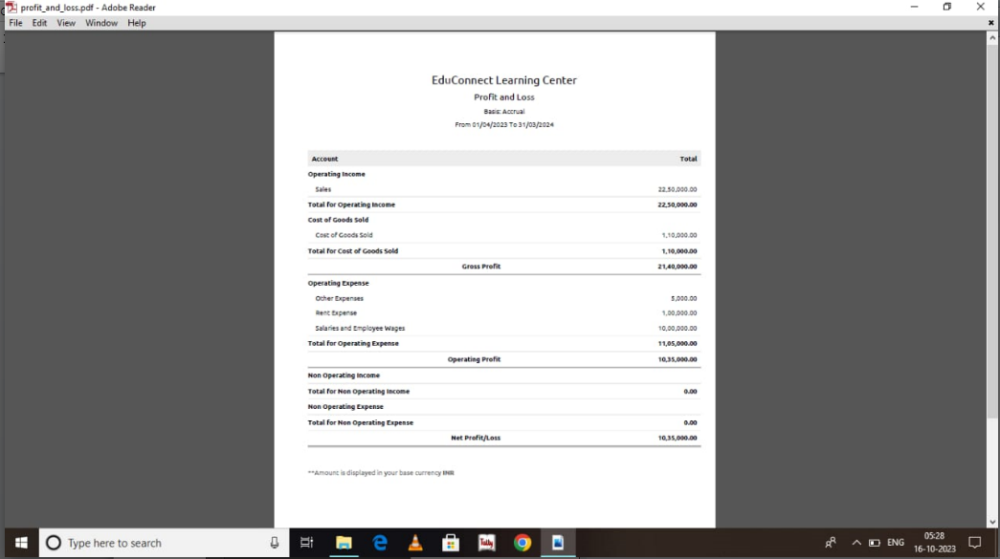 profit_and_loss.pdf - Adobe Reader
File Edit View Window Help
EduConnect Learning Center
Profit and Loss
Basis: Accrual
From 01/04/2023 To 31/03/2024
Account Total
Operating Income
Sales 22,50,000.00
Total for Operating Income 22,50,000.00
Cost of Goods Sold
Cost of Goods Sold 1,10,000.00
Total for Cost of Goods Sold 1,10,000.00
Gross Profit 21,40,000.00
Operating Expense
Other Expenses 5,000.00
Rent Expense 1,00,000.00
Salaries and Employee Wages 10,00,000.00
Total for Operating Expense 11,05,000.00
Operating Profit 10,35,000.00
Non Operating Income
Total for Non Operating Income 0.00
Non Operating Expense
Total for Non Operating Expense 0.00
Net Profit/Loss 10,35,000.00
**Amount is displayed in your base currency INR
Type here to search
Tally
ENG
05:28
16-10-2023